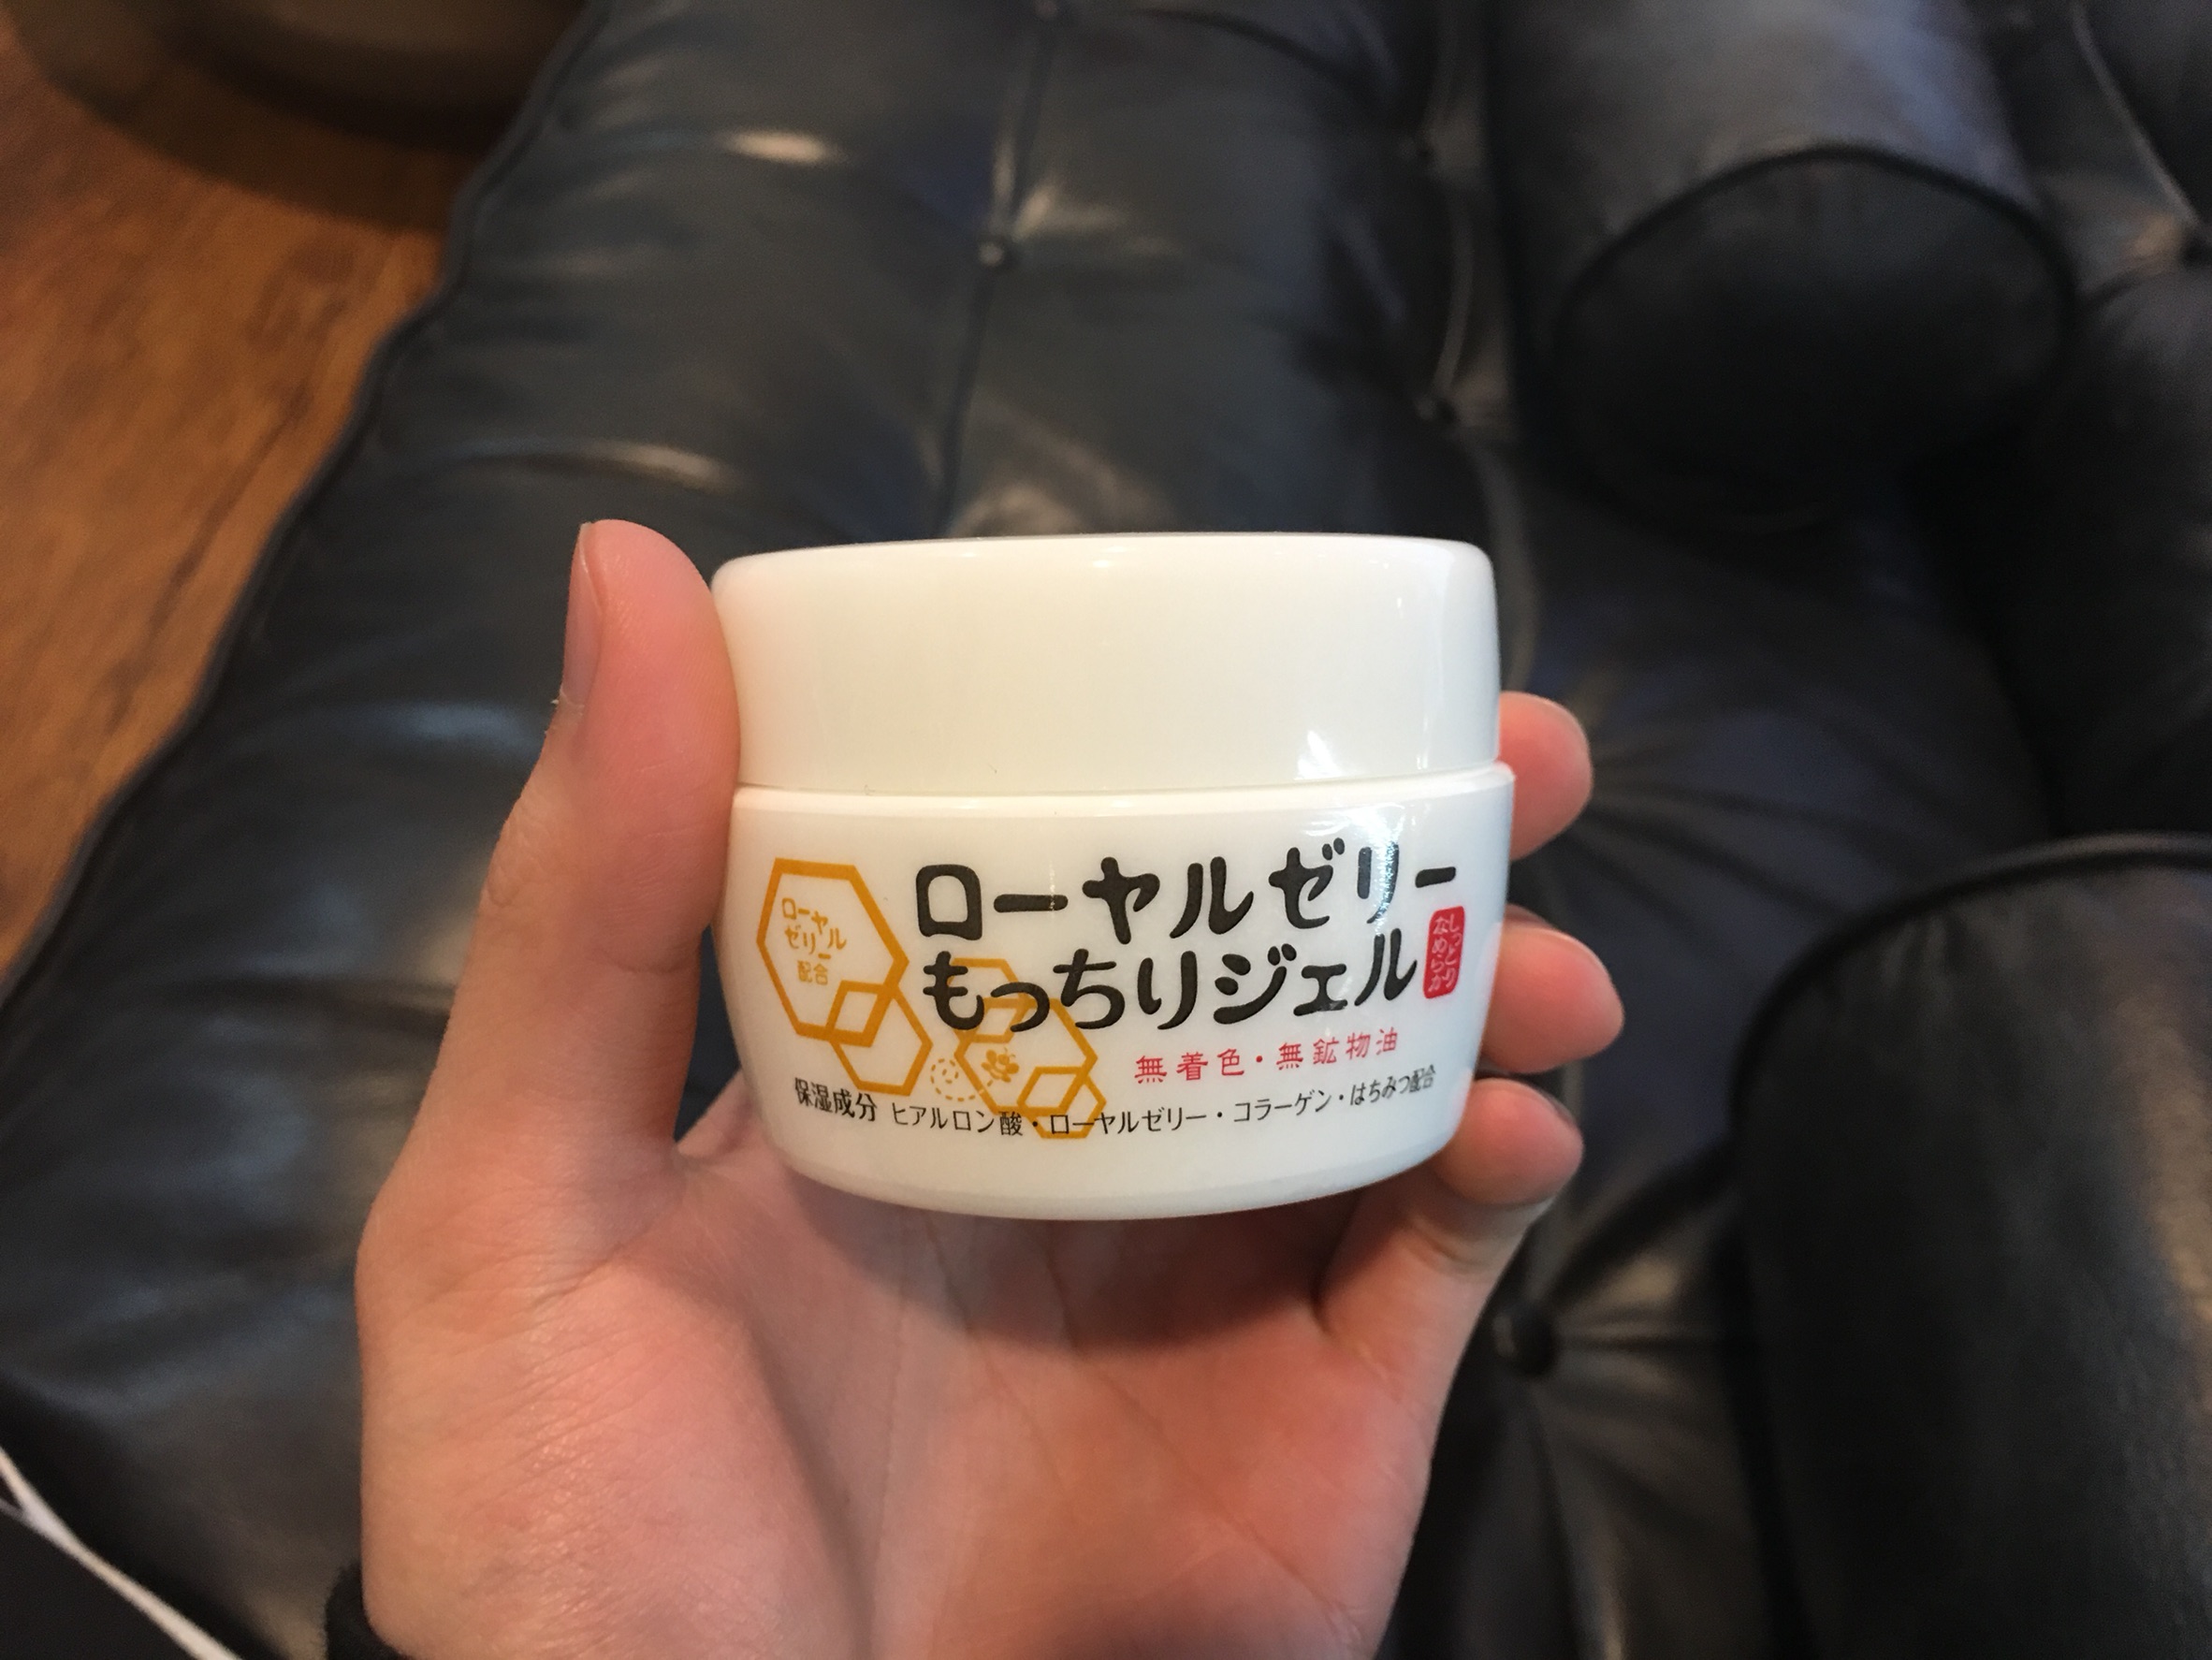 ローヤル
ゼリー
配合
ローヤルゼリー
もっちりジェル
しっとり
なめらか
無着色・無鉱物油
保湿成分 ヒアルロン酸・ローヤルゼリー・コラーゲン・はちみつ配合